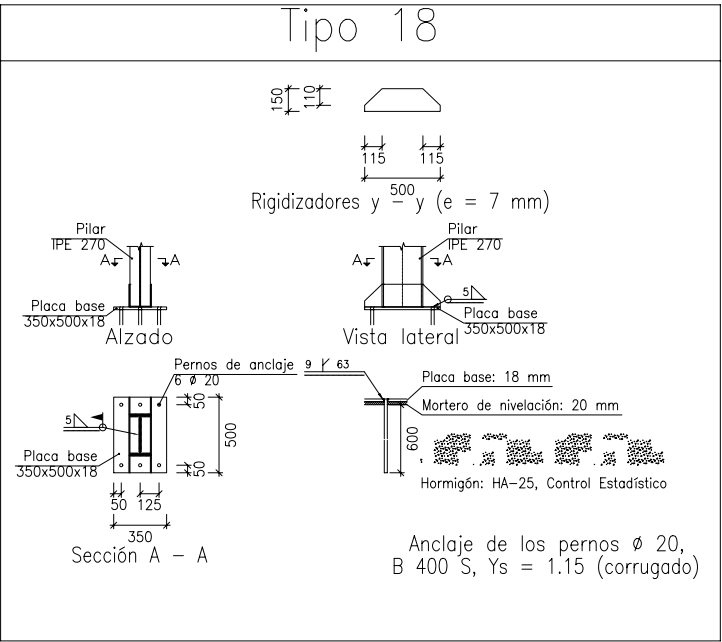 Tipo 18
150
110
115
115
500
Rigidizadores y - y (e = 7 mm)
Pilar
IPE 270
A
A
Placa base
350x500x18
Alzado
Pilar
IPE 270
A
A
5
Placa base
350x500x18
Vista lateral
Pernos de anclaje
6 ø 20
50
500
50
5
Placa base
350x500x18
50
125
350
Sección A - A
9
63
Placa base: 18 mm
Mortero de nivelación: 20 mm
600
Hormigón: HA-25, Control Estadístico
Anclaje de los pernos ø 20,
B 400 S, Ys = 1.15 (corrugado)